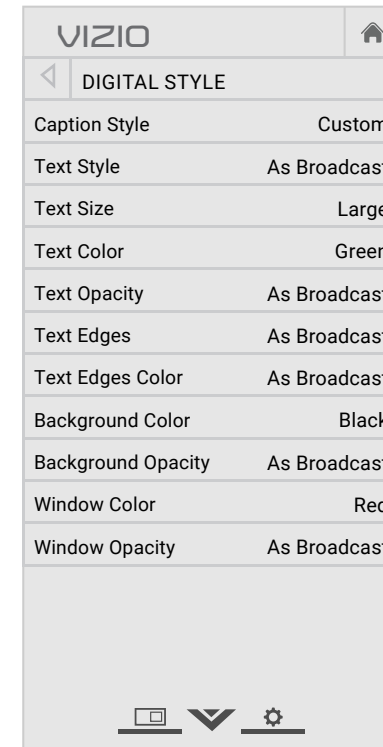 VIZIO
DIGITAL STYLE
Caption Style Custom
Text Style As Broadcast
Text Size Large
Text Color Green
Text Opacity As Broadcast
Text Edges As Broadcast
Text Edges Color As Broadcast
Background Color Black
Background Opacity As Broadcast
Window Color Red
Window Opacity As Broadcast